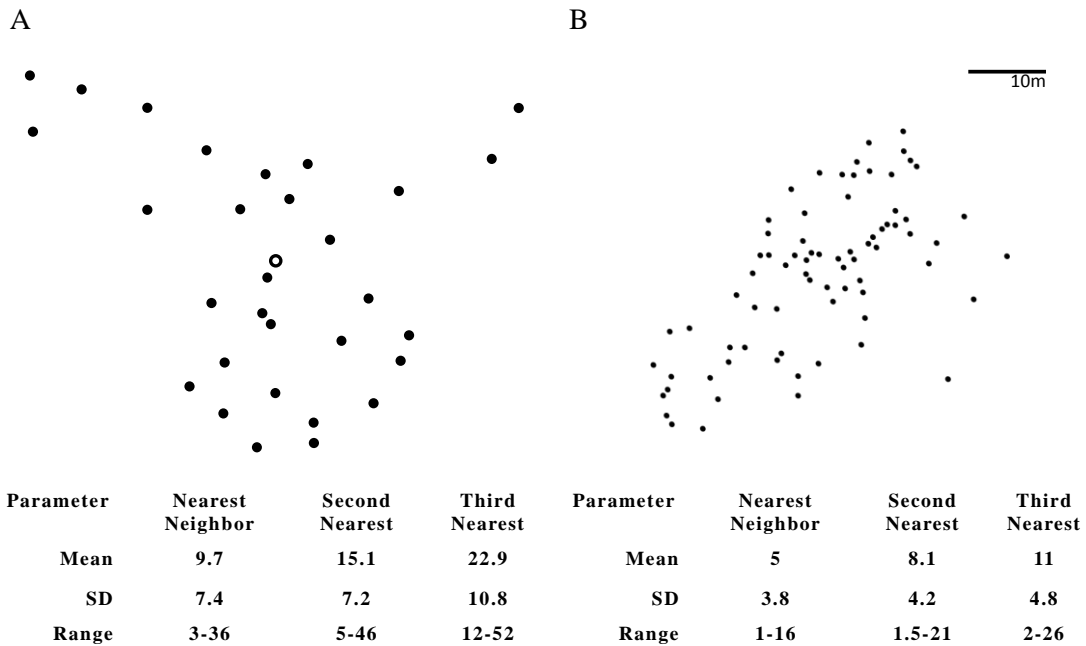 A
B
10m
Parameter Nearest Neighbor Second Nearest Third Nearest
Mean 9.7 15.1 22.9
SD 7.4 7.2 10.8
Range 3-36 5-46 12-52
Parameter Nearest Neighbor Second Nearest Third Nearest
Mean 5 8.1 11
SD 3.8 4.2 4.8
Range 1-16 1.5-21 2-26